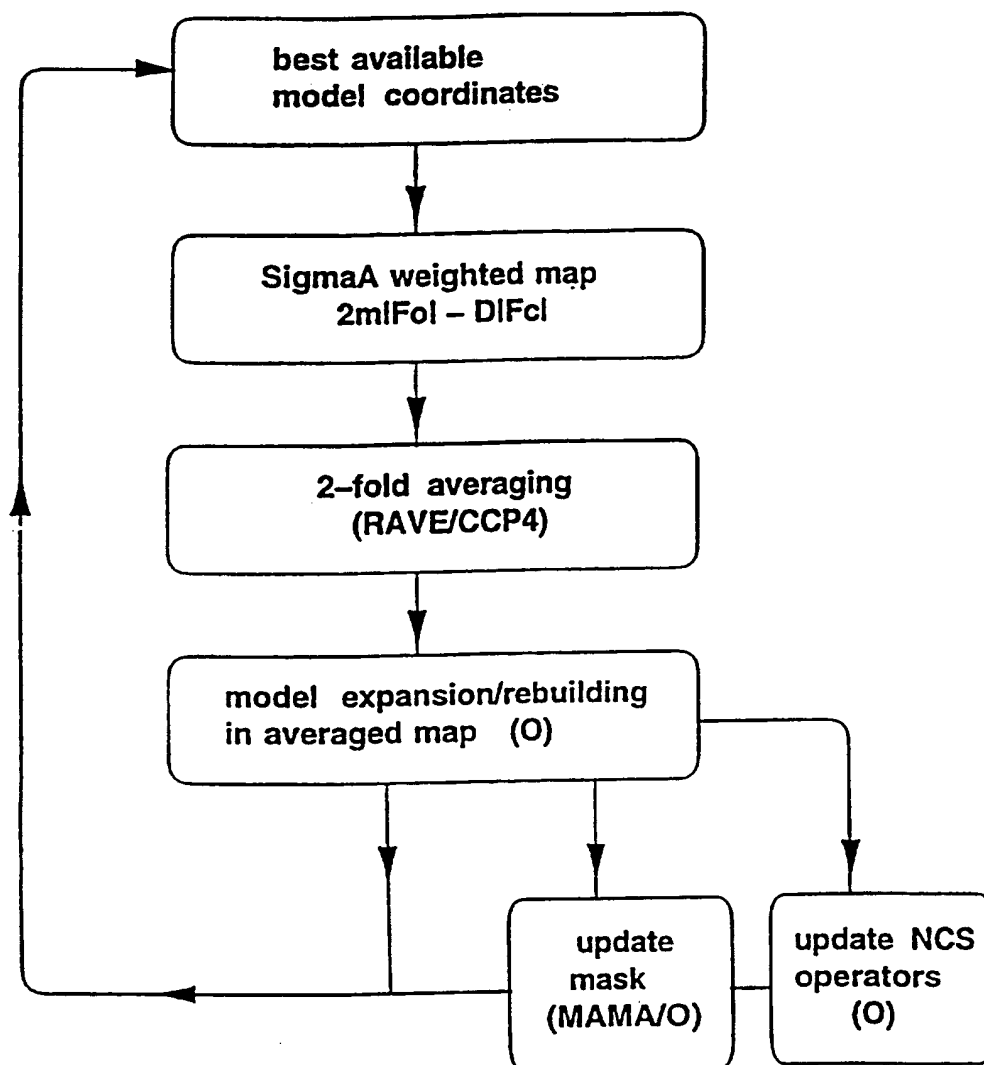 best available
model coordinates
SigmaA weighted map
2m|Fo| – D|Fc|
2–fold averaging
(RAVE/CCP4)
model expansion/rebuilding
in averaged map (O)
update
mask
(MAMA/O)
update NCS
operators
(O)